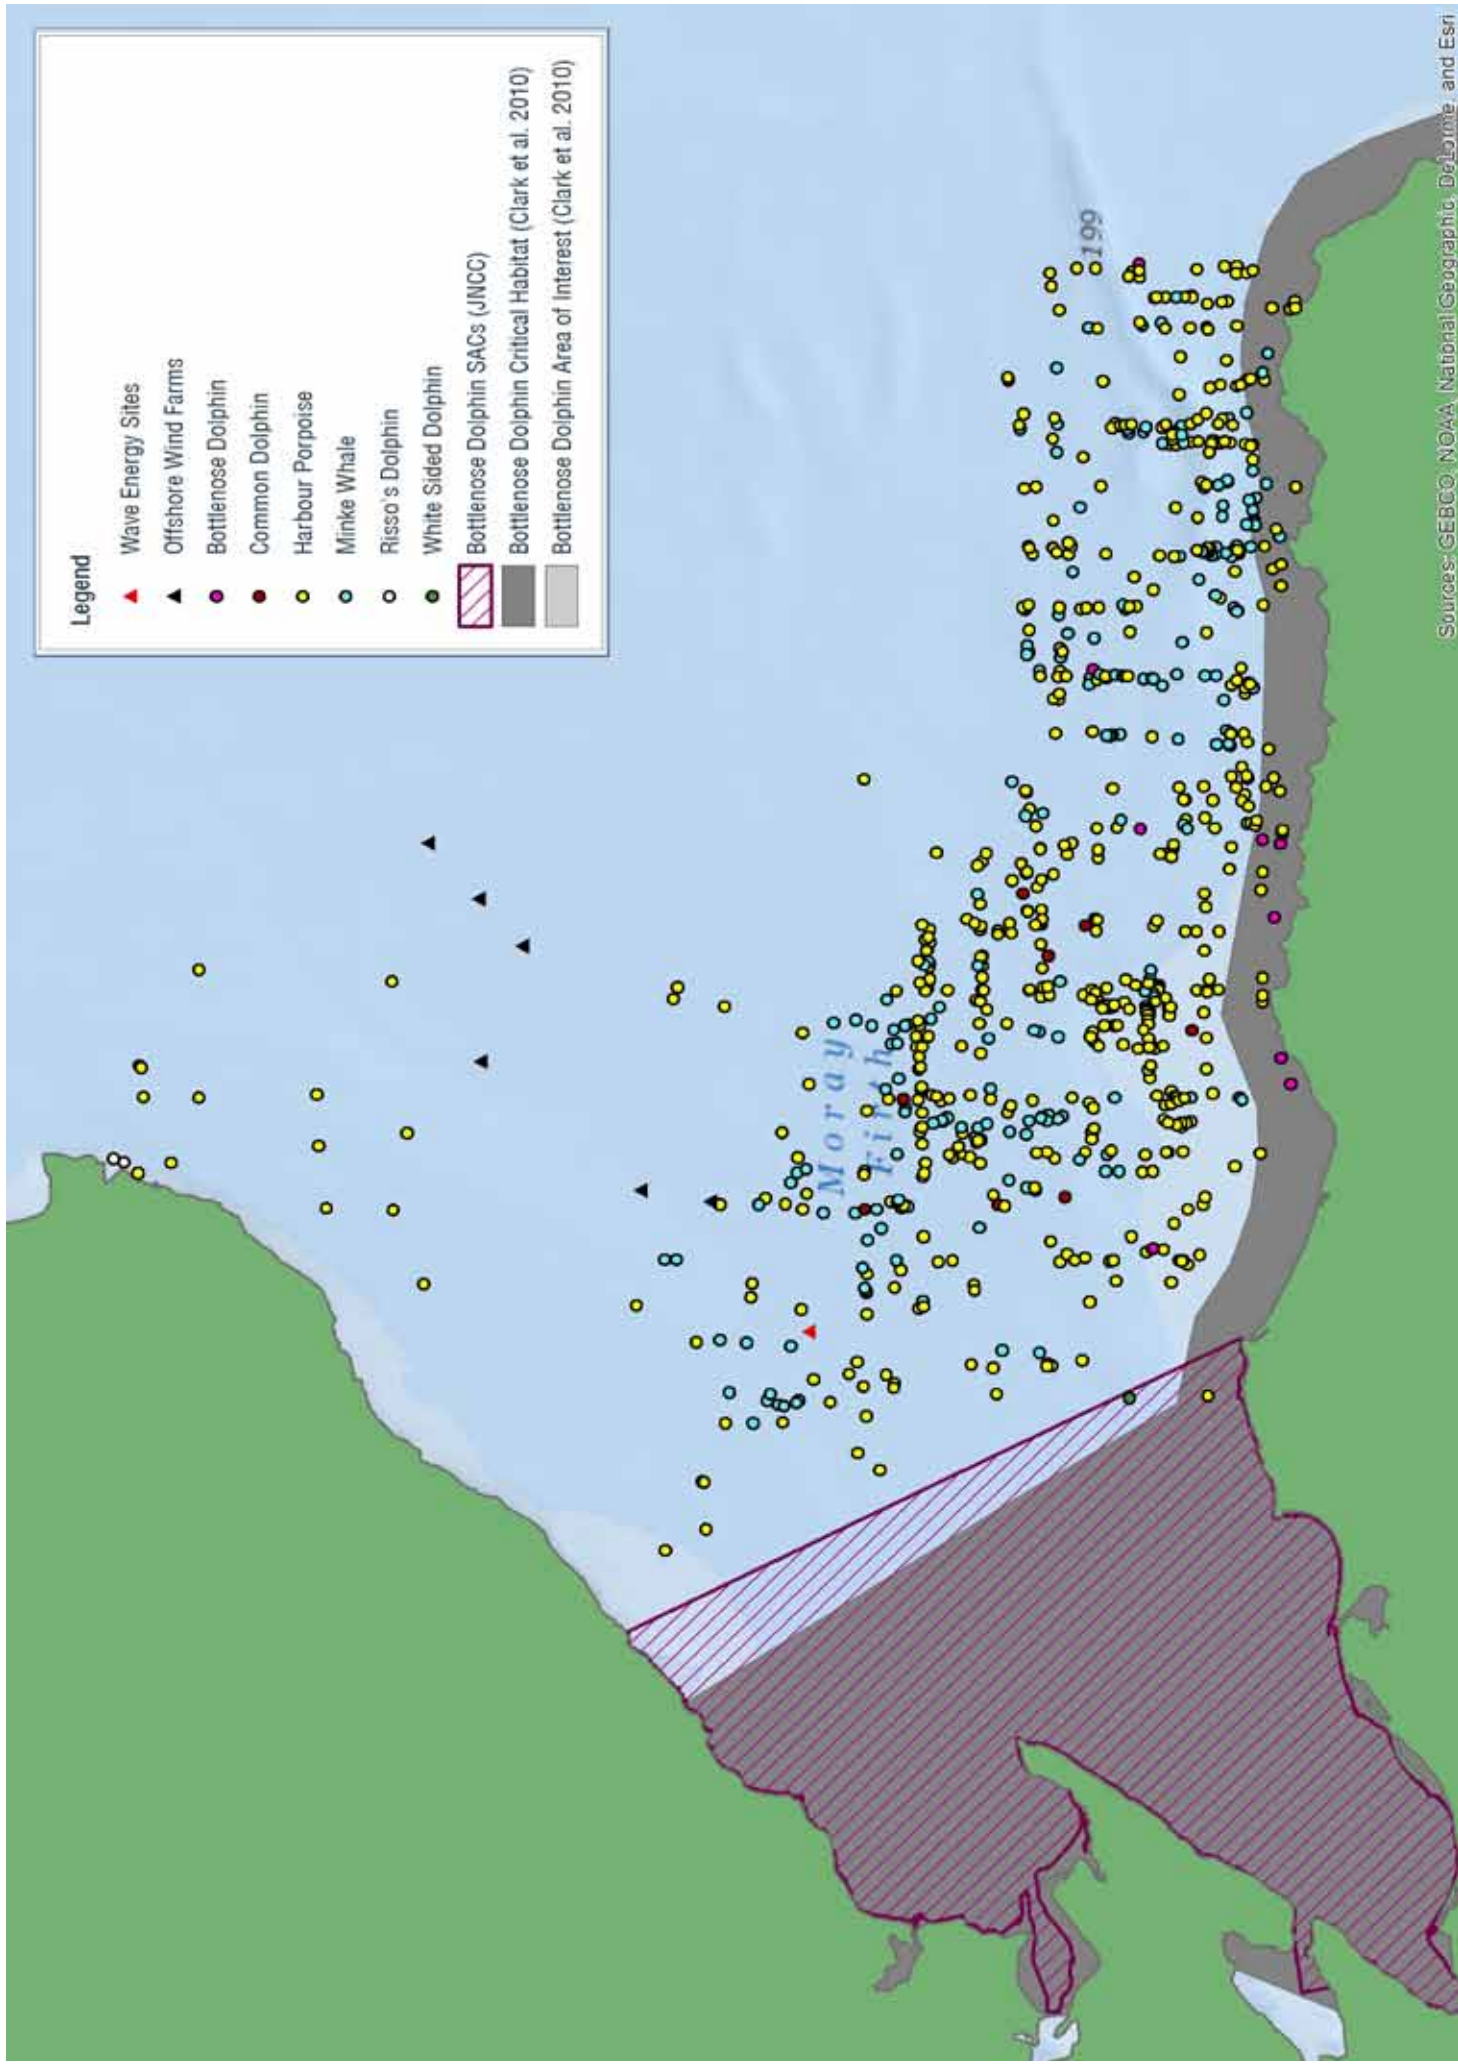 Legend
Wave Energy Sites
Offshore Wind Farms
Bottlenose Dolphin
Common Dolphin
Harbour Porpoise
Minke Whale
Risso`s Dolphin
White Sided Dolphin
Bottlenose Dolphin SACs (JNCC)
Bottlenose Dolphin Critical Habitat (Clark et al. 2010)
Bottlenose Dolphin Area of Interest (Clark et al. 2010)
199
Moray
Firth
Sources: GEBCO, NOAA, National Geographic, DeLorme, and Esri